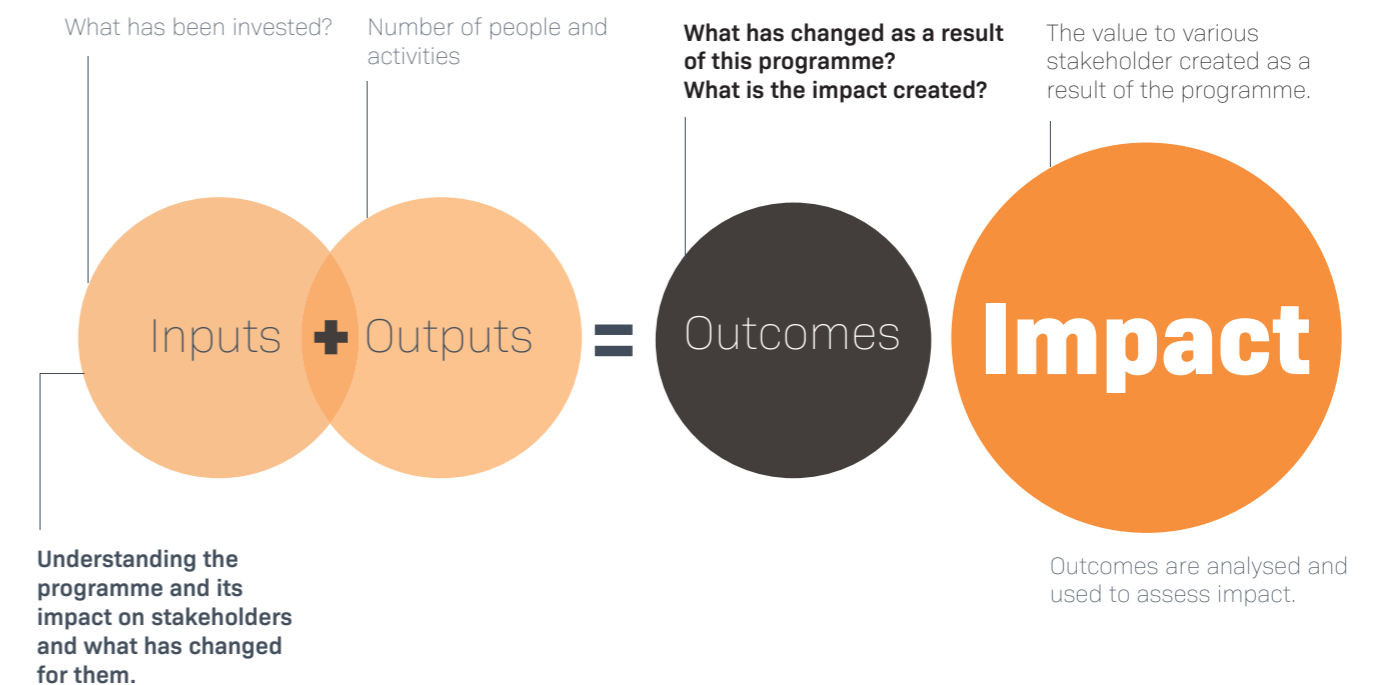 What has been invested?
Number of people and
activities
What has changed as a result
of this programme?
What is the impact created?
The value to various
stakeholder created as a
result of the programme.
Inputs + Outputs = Outcomes
Impact
Understanding the
programme and its
impact on stakeholders
and what has changed
for them.
Outcomes are analysed and
used to assess impact.